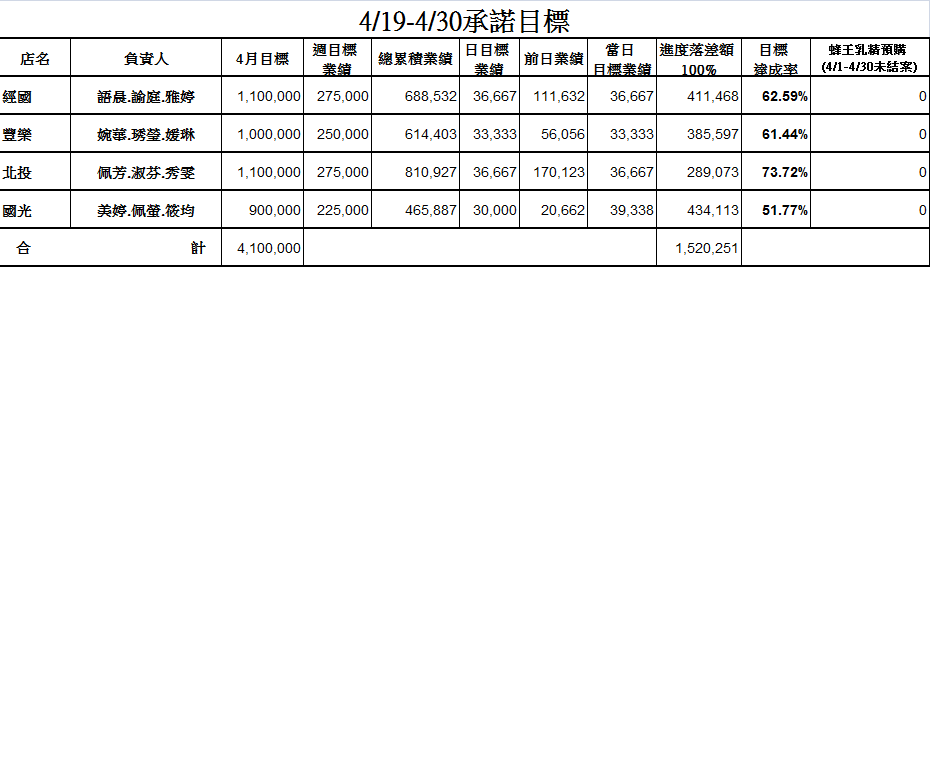 4/19-4/30承諾目標
店名 負責人 4月目標 週目標業績 總累積業績 日目標業績 前日業績 當日目標業績 進度落差額100% 目標達成率 蜂王乳精預購(4/1-4/30未結案)
經國 語晨.諭庭.雅婷 1,100,000 275,000 688,532 36,667 111,632 36,667 411,468 62.59% 0
豐樂 婉華.琇瑩.媛琳 1,000,000 250,000 614,403 33,333 56,056 33,333 385,597 61.44% 0
北投 佩芳.淑芬.秀雯 1,100,000 275,000 810,927 36,667 170,123 36,667 289,073 73.72% 0
國光 美婷.佩螢.筱均 900,000 225,000 465,887 30,000 20,662 39,338 434,113 51.77% 0
合 計 4,100,000 1,520,251